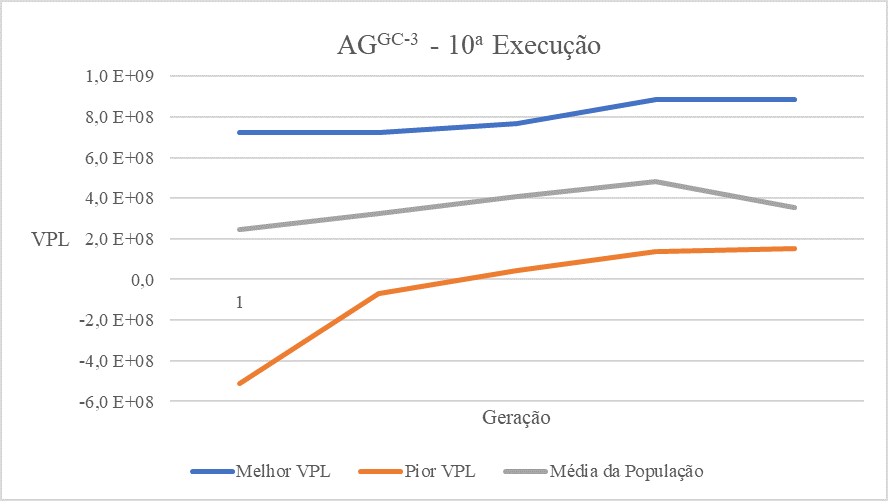 AGGC-3 - 10ª Execução
1,0 E+09
8,0 E+08
6,0 E+08
4,0 E+08
VPL
2,0 E+08
0,0
1
-2,0 E+08
-4,0 E+08
-6,0 E+08
Geração
Melhor VPL Pior VPL Média da População